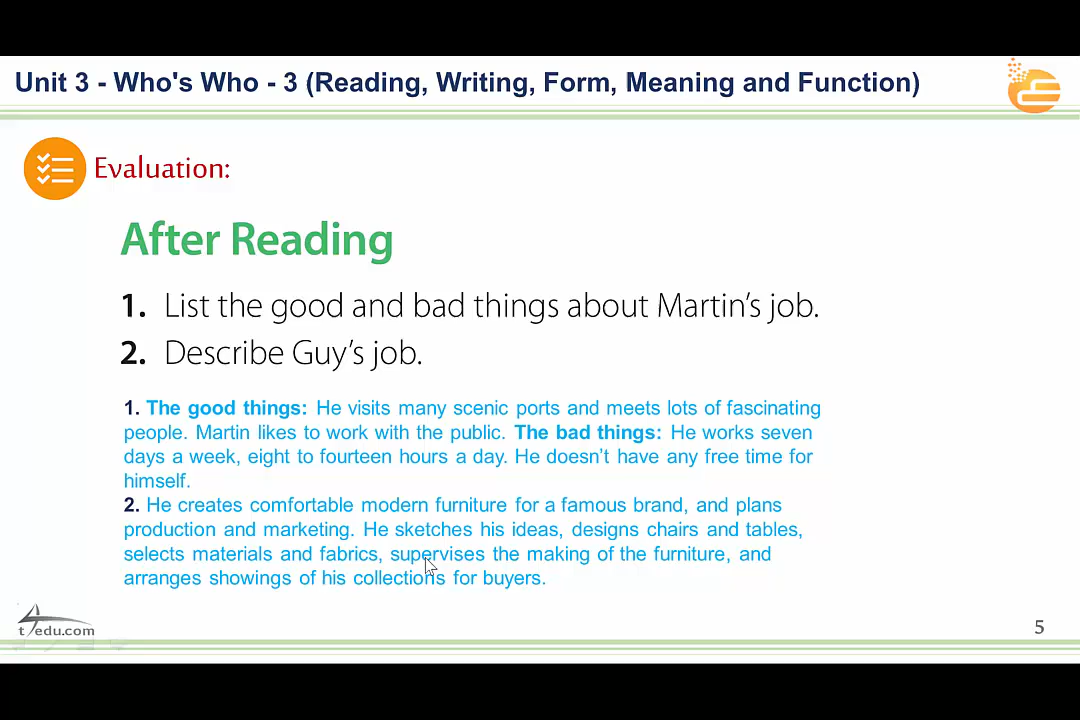 Unit 3 - Who's Who - 3 (Reading, Writing, Form, Meaning and Function)
Evaluation:
After Reading
1. List the good and bad things about Martin's job.
2. Describe Guy's job.
1. The good things: He visits many scenic ports and meets lots of fascinating
people. Martin likes to work with the public. The bad things: He works seven
days a week, eight to fourteen hours a day. He doesn't have any free time for
himself.
2. He creates comfortable modern furniture for a famous brand, and plans
production and marketing. He sketches his ideas, designs chairs and tables,
selects materials and fabrics, supervises the making of the furniture, and
arranges showings of his collections for buyers.
t4edu.com
5